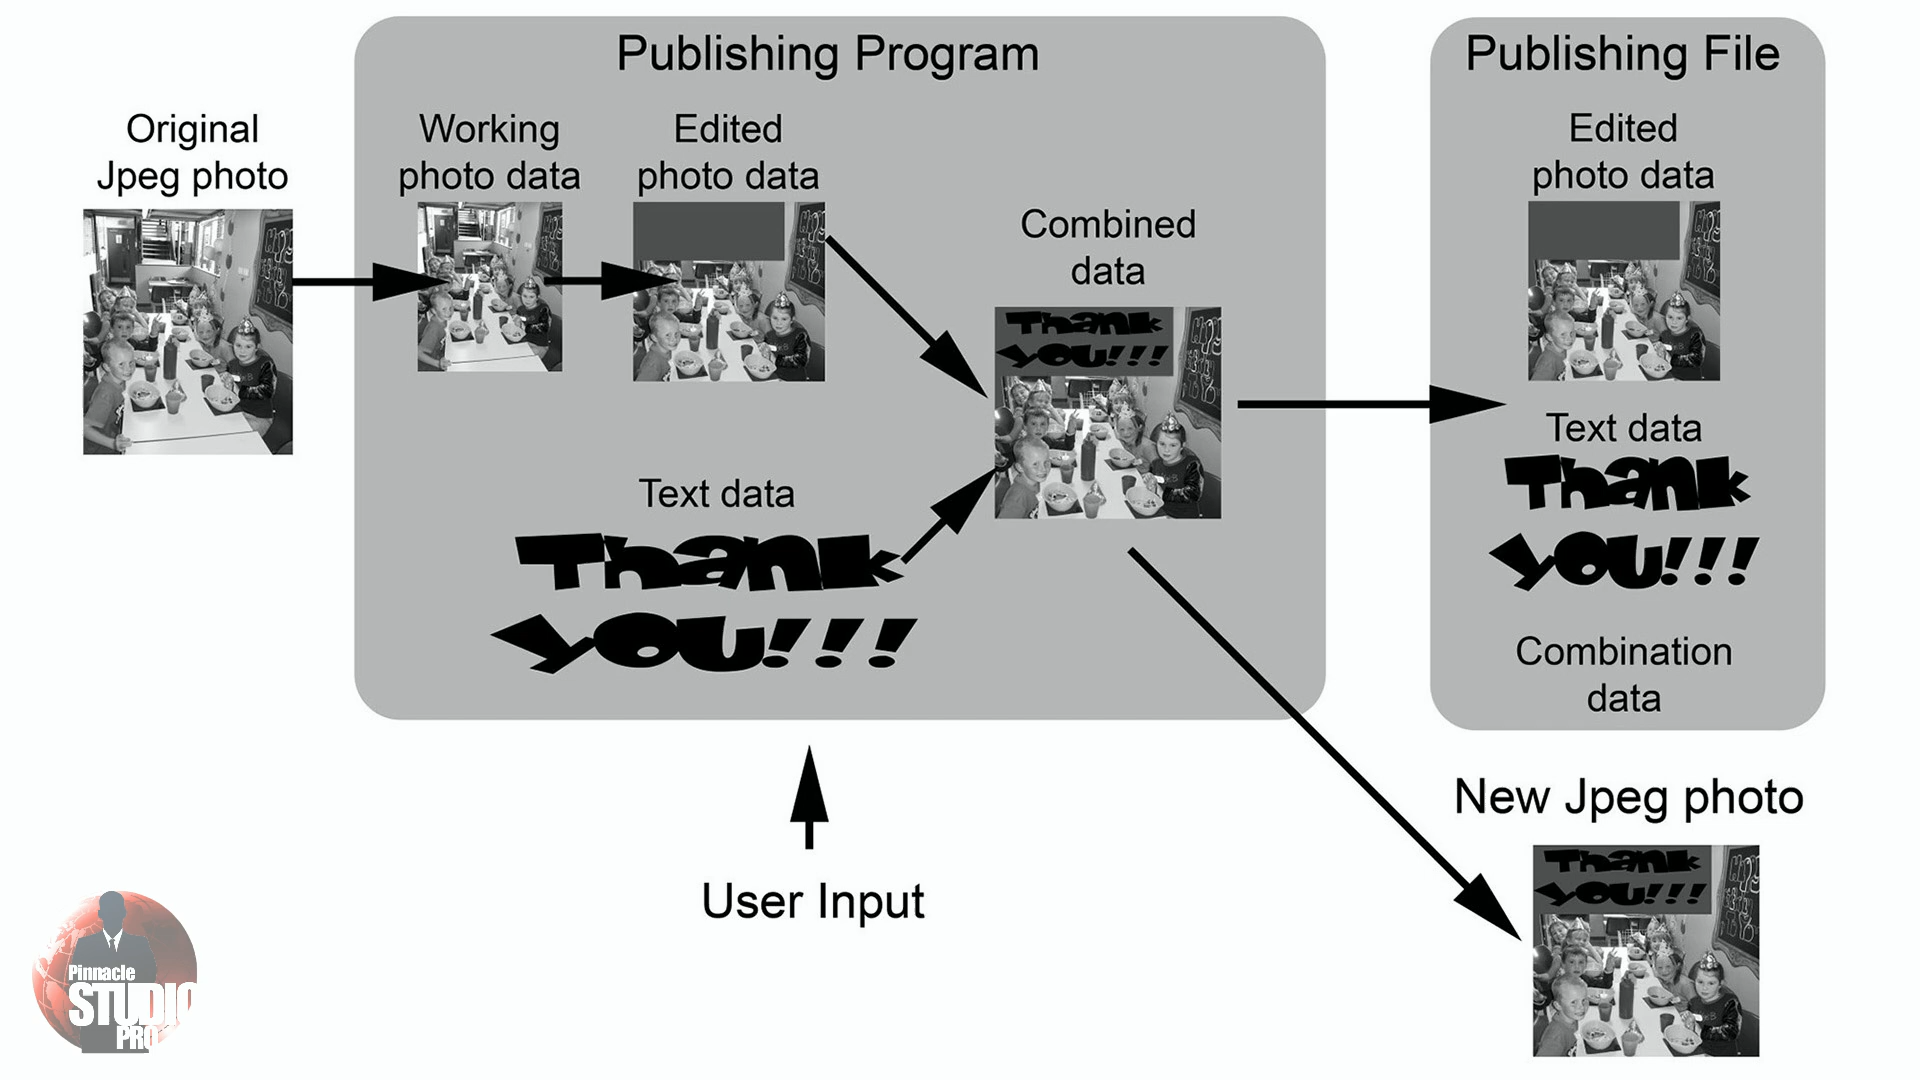 Publishing Program
Publishing File
Original
Jpeg photo
Working
photo data
Edited
photo data
Combined
data
Thank
you!!!
Text data
Thank
you!!!
Edited
photo data
Text data
Thank
you!!!
Combination
data
User Input
New Jpeg photo
Thank
you!!!
Pinnacle
STUDIO
PRO